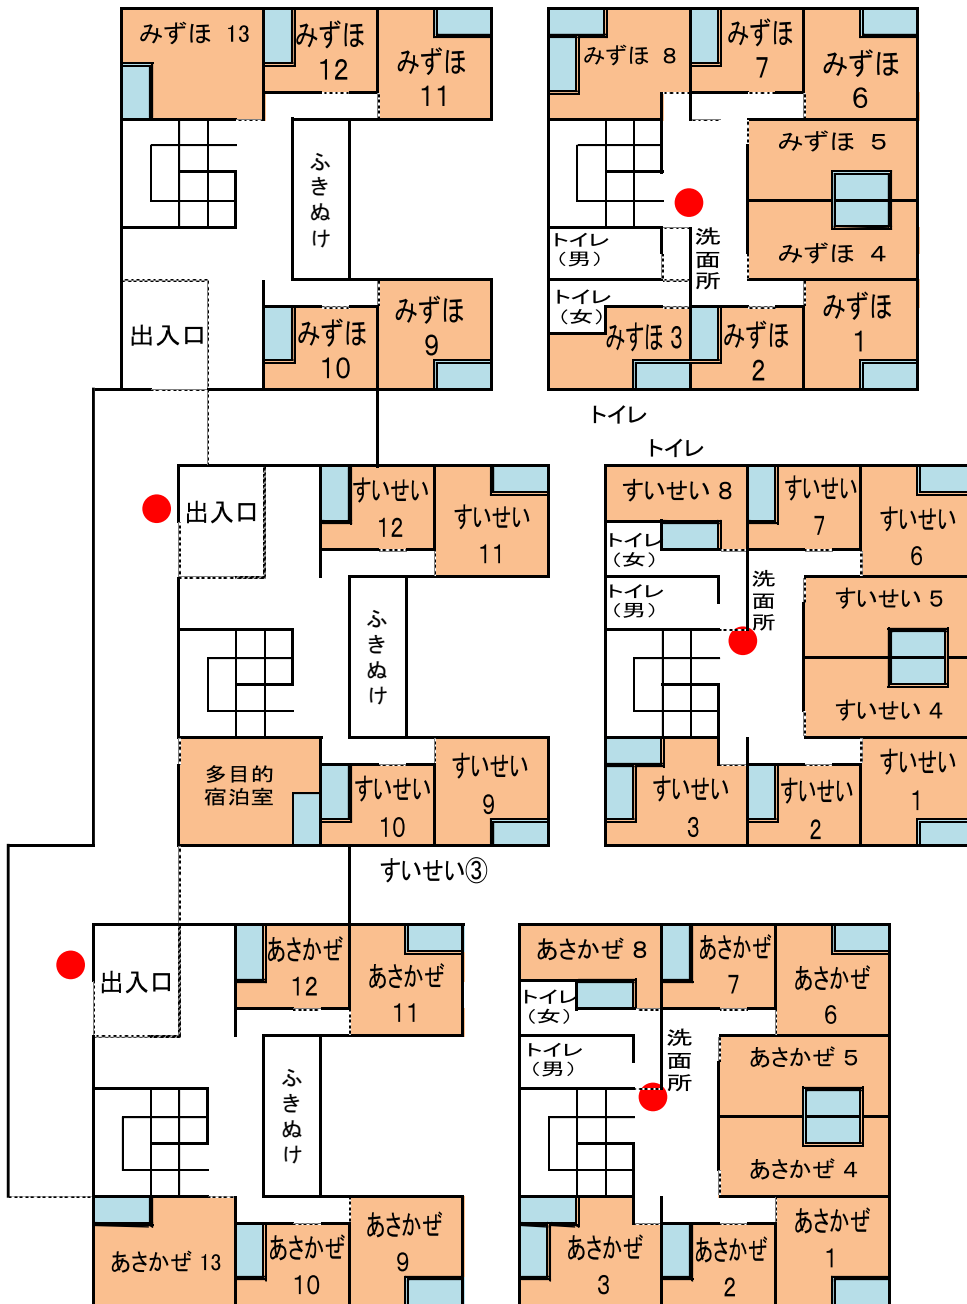 みずほ 13
みずほ
12
みずほ
11
ふきぬけ
出入口
みずほ
10
みずほ
9
みずほ 8
みずほ
7
みずほ
6
みずほ 5
みずほ 4
洗面所
トイレ
(男)
トイレ
(女)
みずほ 3
みずほ
2
みずほ
1
トイレ
トイレ
出入口
すいせい
12
すいせい
11
ふきぬけ
多目的
宿泊室
すいせい
10
すいせい
9
すいせい 8
すいせい
7
すいせい
6
トイレ
(女)
トイレ
(男)
洗面所
すいせい 5
すいせい 4
すいせい
3
すいせい
2
すいせい
1
すいせい③
出入口
あさかぜ
12
あさかぜ
11
ふきぬけ
あさかぜ 13
あさかぜ
10
あさかぜ
9
あさかぜ 8
あさかぜ
7
あさかぜ
6
トイレ
(女)
トイレ
(男)
洗面所
あさかぜ 5
あさかぜ 4
あさかぜ
3
あさかぜ
2
あさかぜ
1